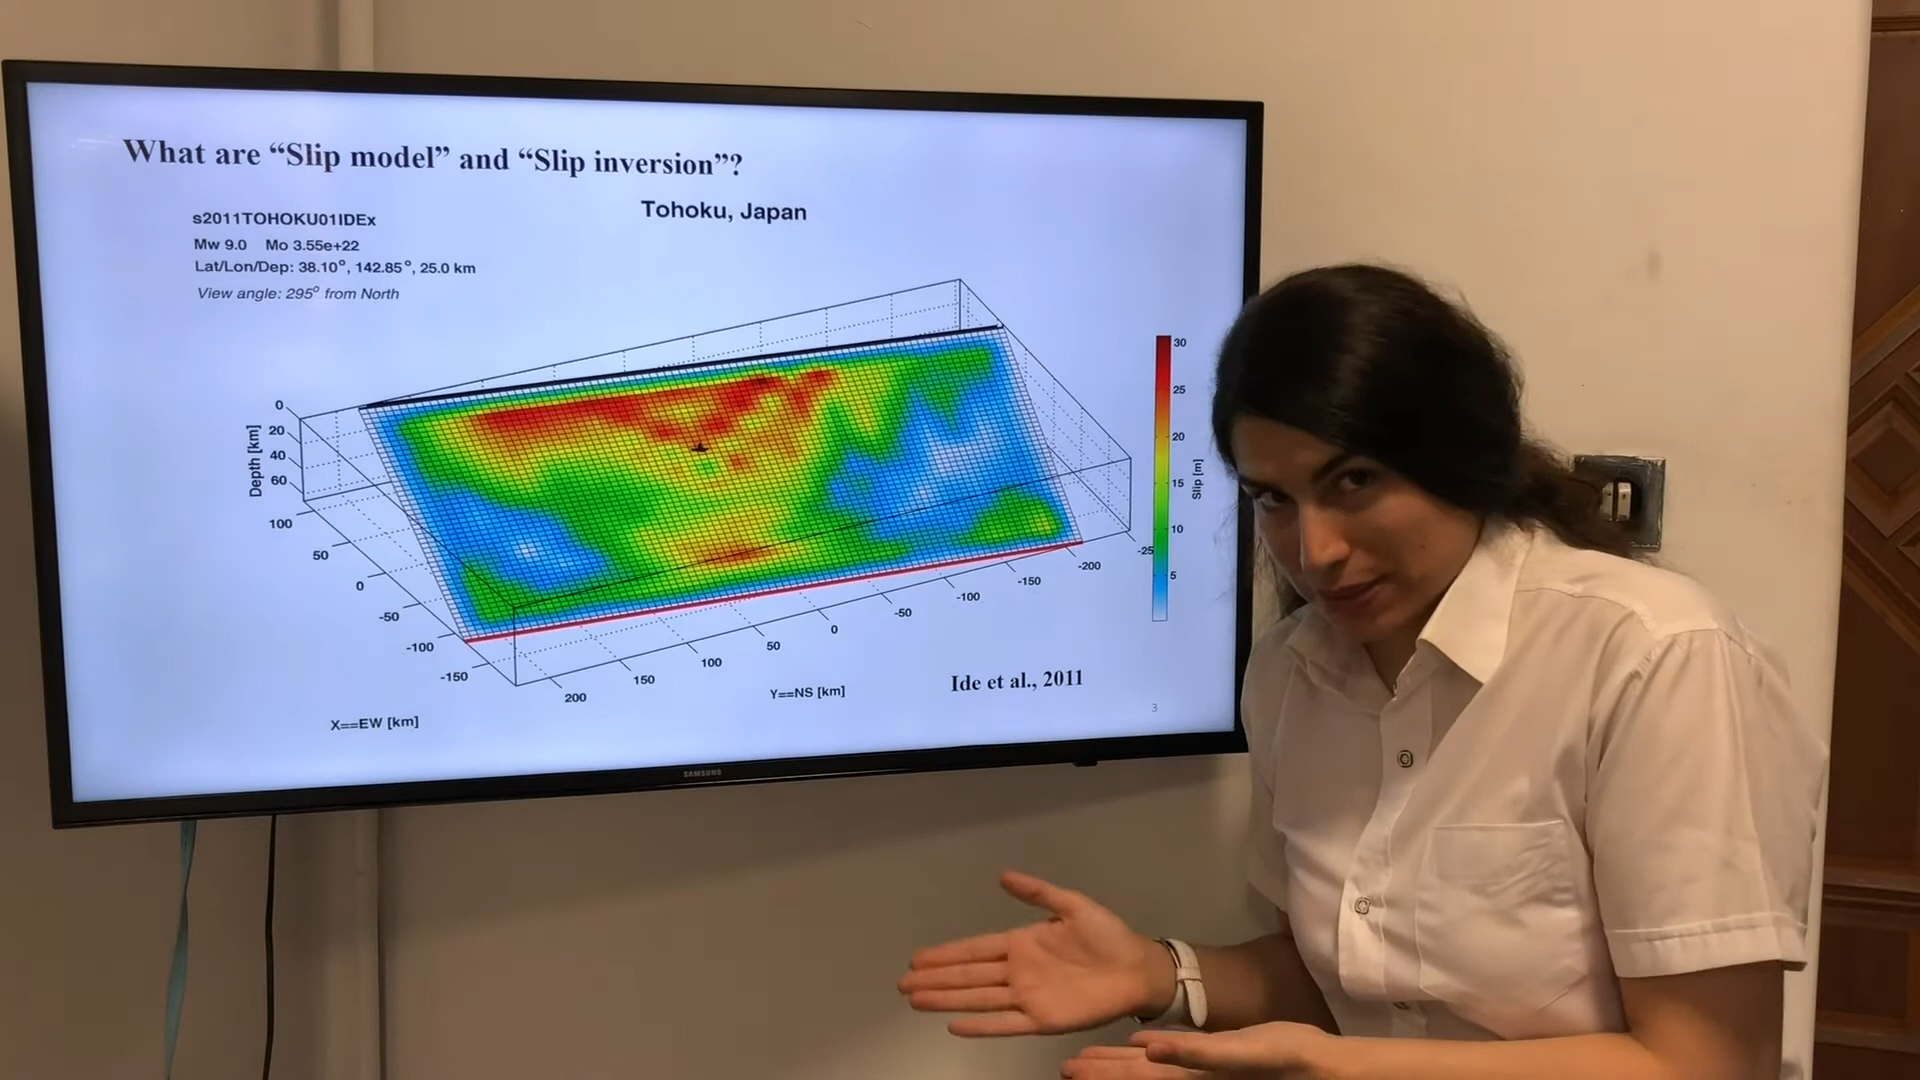 What are “Slip model” and “Slip inversion”?
Tohoku, Japan
s2011TOHOKU01IDEx
Mw 9.0 Mo 3.55e+22
Lat/Lon/Dep: 38.10°, 142.85°, 25.0 km
View angle: 295° from North
0
20
40
60
Depth [km]
100
50
0
-50
-100
-150
X==EW [km]
200
150
100
50
0
-50
-100
-150
-200
-25
Y==NS [km]
30
25
20
15
10
5
Slip [m]
Ide et al., 2011
3
SAMSUNG